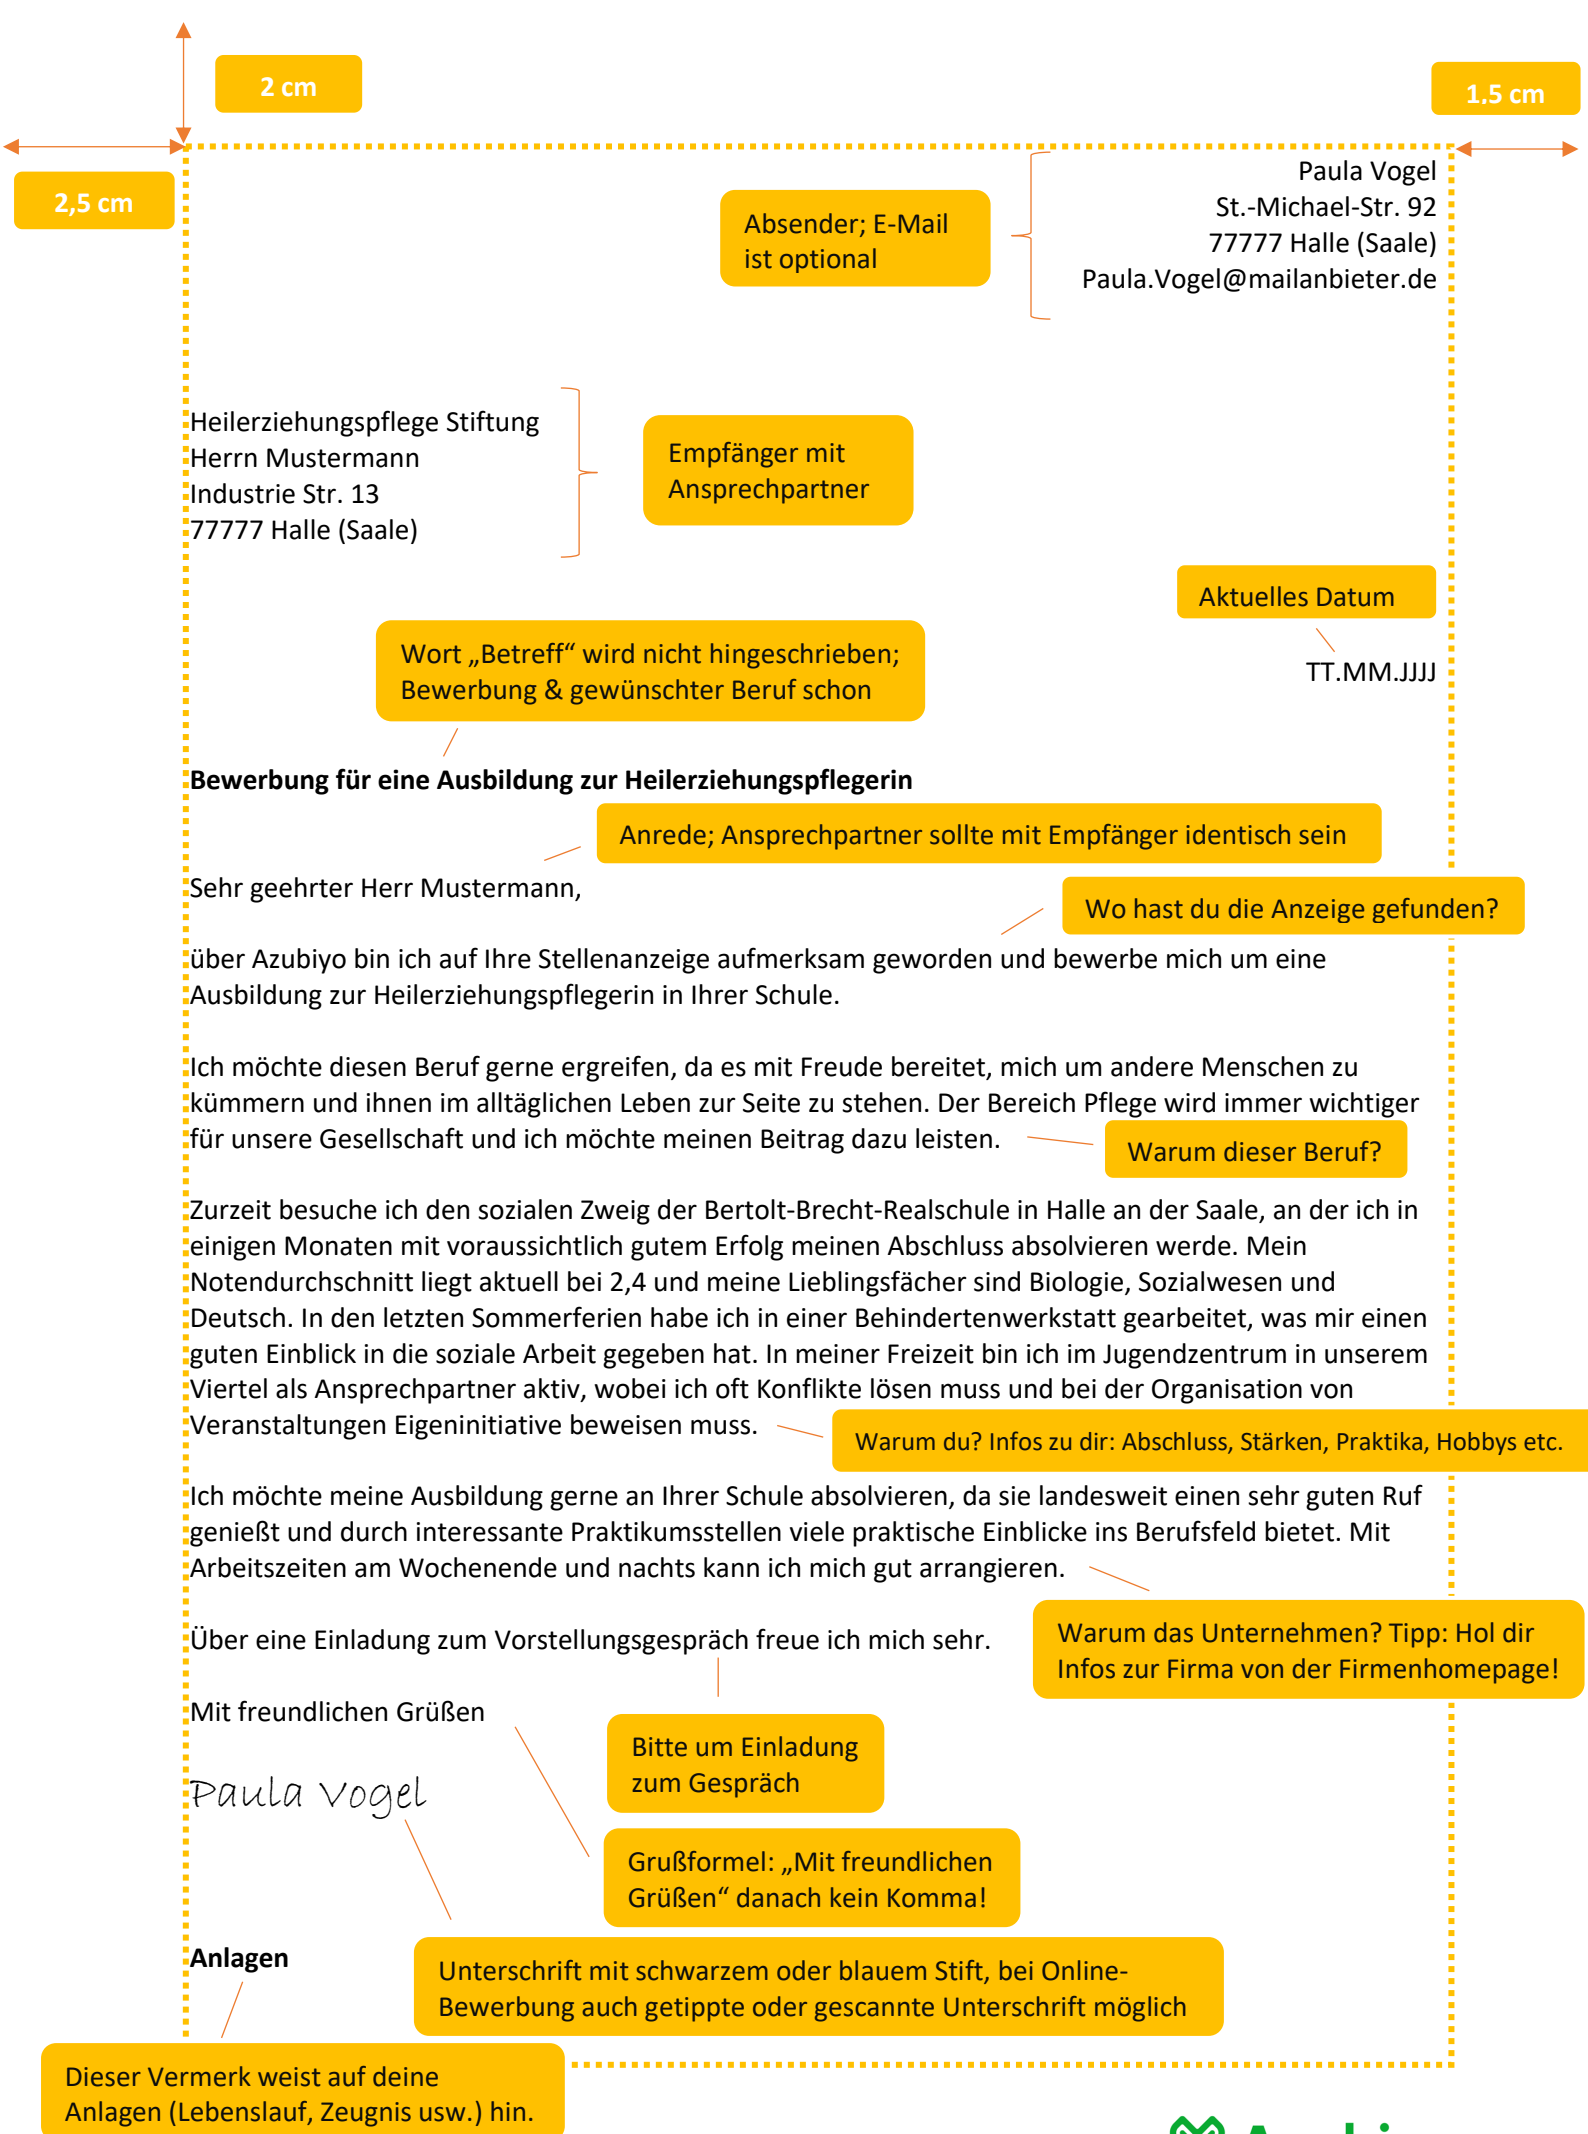 2 cm
1.5 cm
2,5 cm
Absender; E-Mail
ist optional
Paula Vogel
St.-Michael-Str. 92
77777 Halle (Saale)
Paula.Vogel@mailanbieter.de
Heilerziehungspflege Stiftung
Herrn Mustermann
Industrie Str. 13
77777 Halle (Saale)
Empfänger mit
Ansprechpartner
Aktuelles Datum
TT.MM.JJJJ
Wort „Betreff“ wird nicht hingeschrieben;
Bewerbung & gewünschter Beruf schon
Bewerbung für eine Ausbildung zur Heilerziehungspflegerin
Anrede; Ansprechpartner sollte mit Empfänger identisch sein
Sehr geehrter Herr Mustermann,
Wo hast du die Anzeige gefunden?
über Azubiyo bin ich auf Ihre Stellenanzeige aufmerksam geworden und bewerbe mich um eine
Ausbildung zur Heilerziehungspflegerin in Ihrer Schule.
Ich möchte diesen Beruf gerne ergreifen, da es mit Freude bereitet, mich um andere Menschen zu
kümmern und ihnen im alltäglichen Leben zur Seite zu stehen. Der Bereich Pflege wird immer wichtiger
für unsere Gesellschaft und ich möchte meinen Beitrag dazu leisten.
Warum dieser Beruf?
Zurzeit besuche ich den sozialen Zweig der Bertolt-Brecht-Realschule in Halle an der Saale, an der ich in
einigen Monaten mit voraussichtlich gutem Erfolg meinen Abschluss absolvieren werde. Mein
Notendurchschnitt liegt aktuell bei 2,4 und meine Lieblingsfächer sind Biologie, Sozialwesen und
Deutsch. In den letzten Sommerferien habe ich in einer Behindertenwerkstatt gearbeitet, was mir einen
guten Einblick in die soziale Arbeit gegeben hat. In meiner Freizeit bin ich im Jugendzentrum in unserem
Viertel als Ansprechpartner aktiv, wobei ich oft Konflikte lösen muss und bei der Organisation von
Veranstaltungen Eigeninitiative beweisen muss.
Warum du? Infos zu dir: Abschluss, Stärken, Praktika, Hobbys etc.
Ich möchte meine Ausbildung gerne an Ihrer Schule absolvieren, da sie landesweit einen sehr guten Ruf
genießt und durch interessante Praktikumsstellen viele praktische Einblicke ins Berufsfeld bietet. Mit
Arbeitszeiten am Wochenende und nachts kann ich mich gut arrangieren.
Warum das Unternehmen? Tipp: Hol dir
Infos zur Firma von der Firmenhomepage!
Über eine Einladung zum Vorstellungsgespräch freue ich mich sehr.
Mit freundlichen Grüßen
Bitte um Einladung
zum Gespräch
Paula Vogel
Grußformel: „Mit freundlichen
Grüßen“ danach kein Komma!
Anlagen
Unterschrift mit schwarzem oder blauem Stift, bei Online-
Bewerbung auch getippte oder gescannte Unterschrift möglich
Dieser Vermerk weist auf deine
Anlagen (Lebenslauf, Zeugnis usw.) hin.